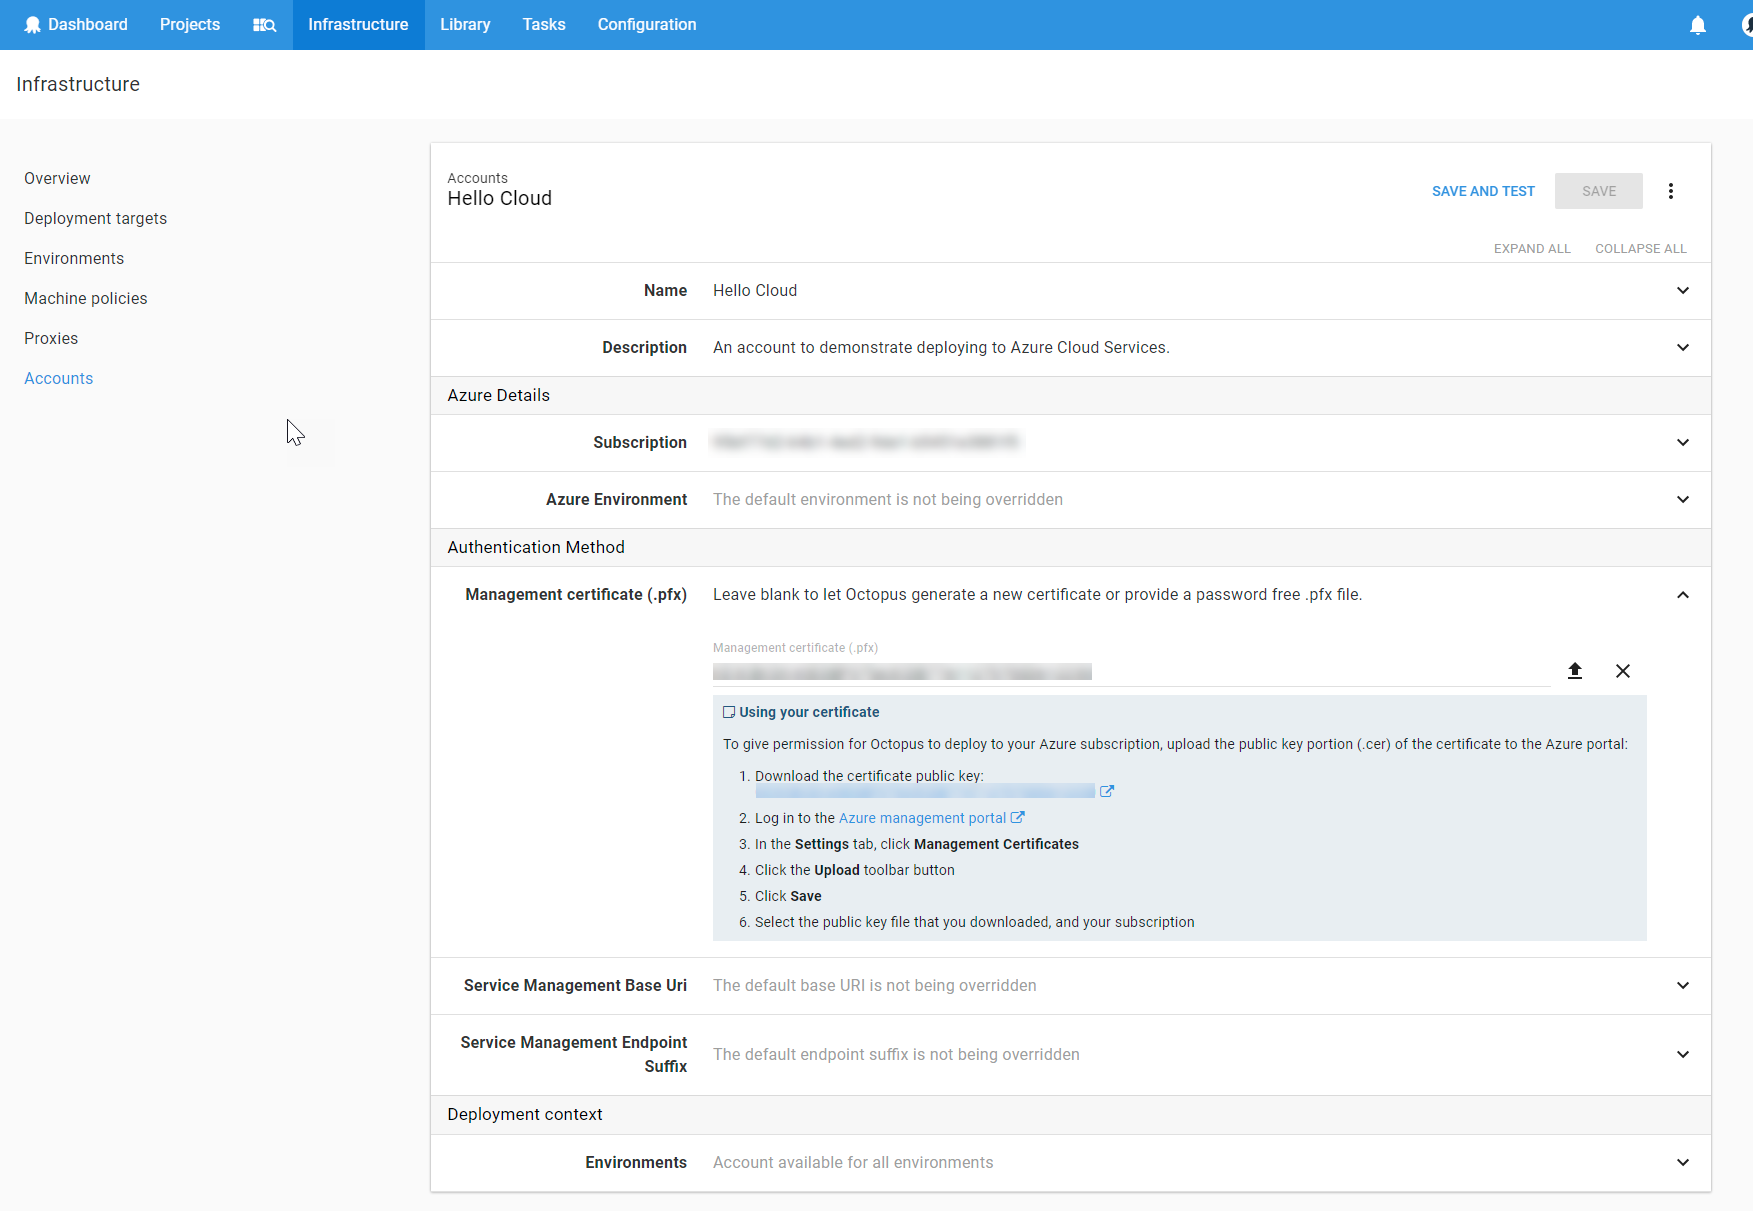 Dashboard
Projects
Infrastructure
Library
Tasks
Configuration
Infrastructure
Overview
Deployment targets
Environments
Machine policies
Proxies
Accounts
Accounts
Hello Cloud
SAVE AND TEST
SAVE
EXPAND ALL
COLLAPSE ALL
Name
Hello Cloud
Description
An account to demonstrate deploying to Azure Cloud Services.
Azure Details
Subscription
Azure Environment
The default environment is not being overridden
Authentication Method
Management certificate (.pfx)
Leave blank to let Octopus generate a new certificate or provide a password free .pfx file.
Management certificate (.pfx)
Using your certificate
To give permission for Octopus to deploy to your Azure subscription, upload the public key portion (.cer) of the certificate to the Azure portal:
1. Download the certificate public key:
2. Log in to the Azure management portal
3. In the Settings tab, click Management Certificates
4. Click the Upload toolbar button
5. Click Save
6. Select the public key file that you downloaded, and your subscription
Service Management Base Uri
The default base URI is not being overridden
Service Management Endpoint
Suffix
The default endpoint suffix is not being overridden
Deployment context
Environments
Account available for all environments